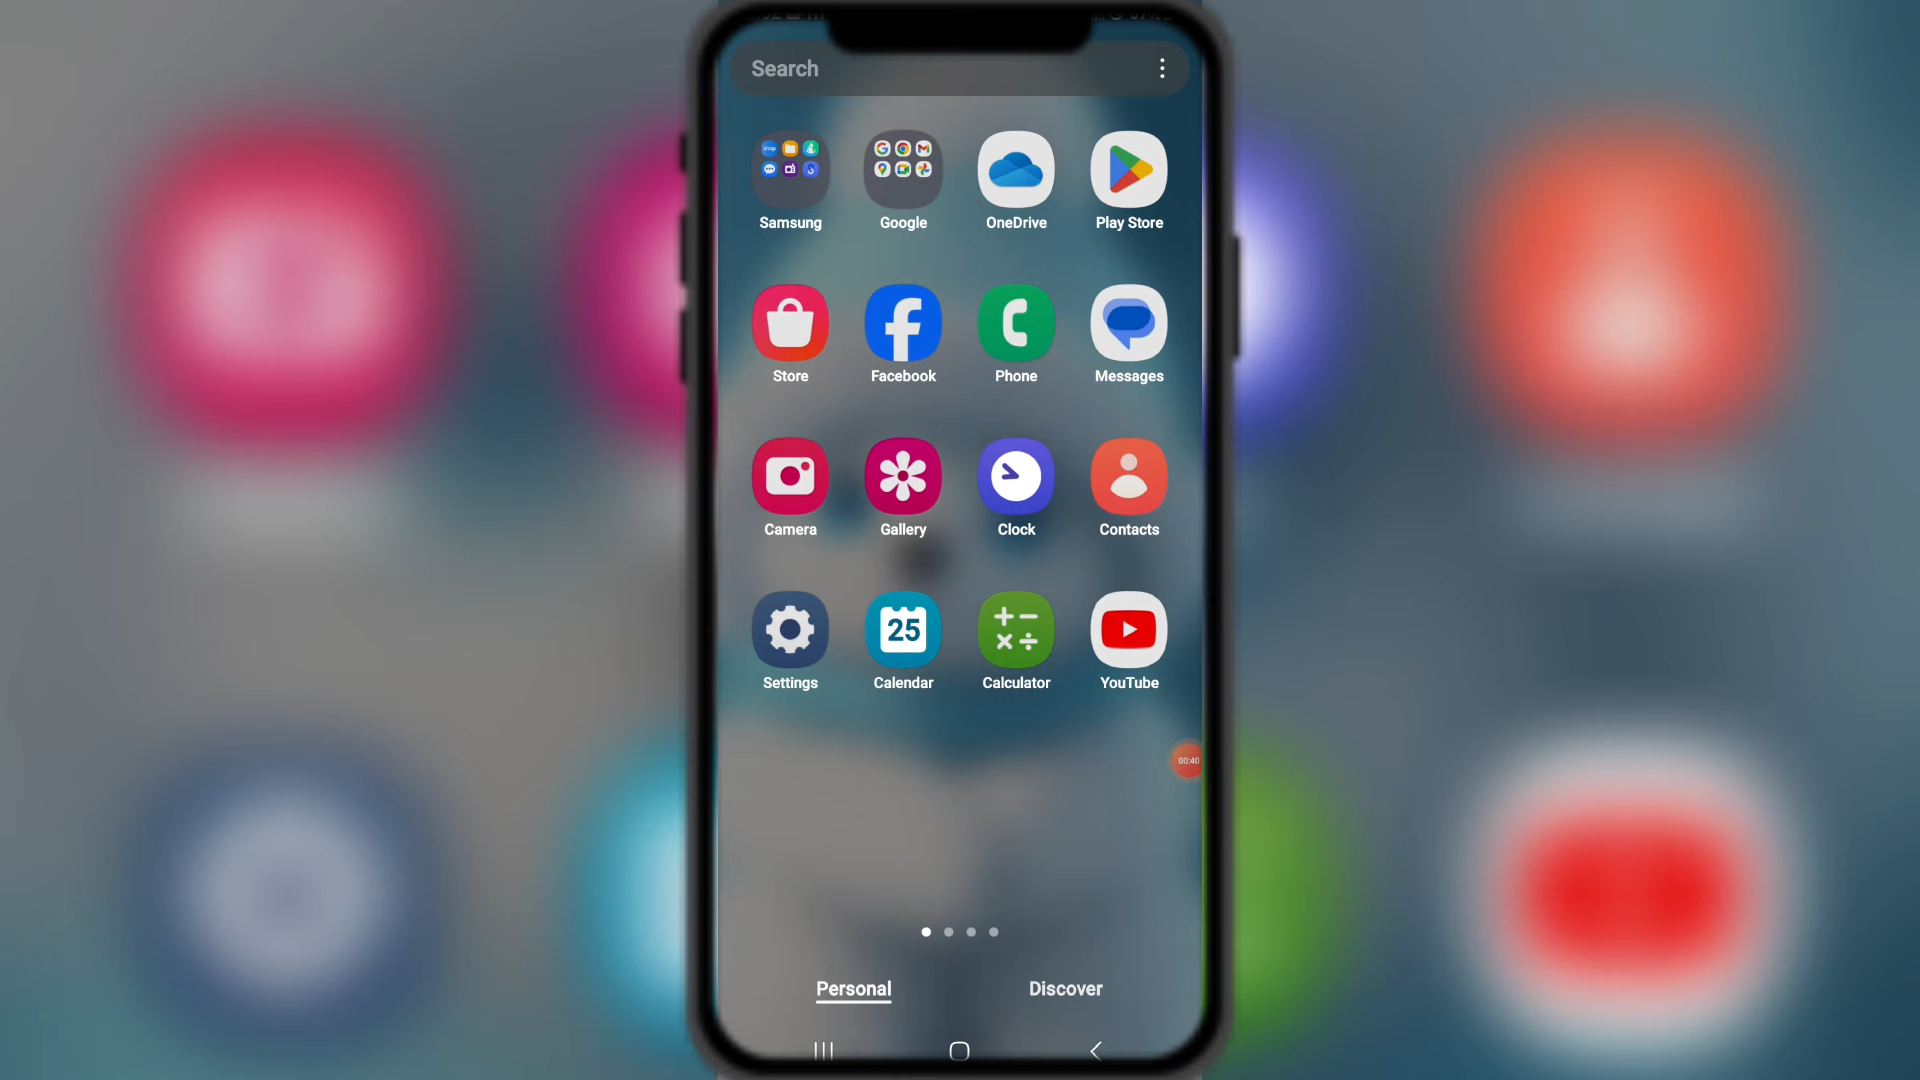 Search
Samsung
Google
OneDrive
Play Store
Store
Facebook
Phone
Messages
Camera
Gallery
Clock
Contacts
25
Settings
Calendar
Calculator
YouTube
00:40
Personal
Discover